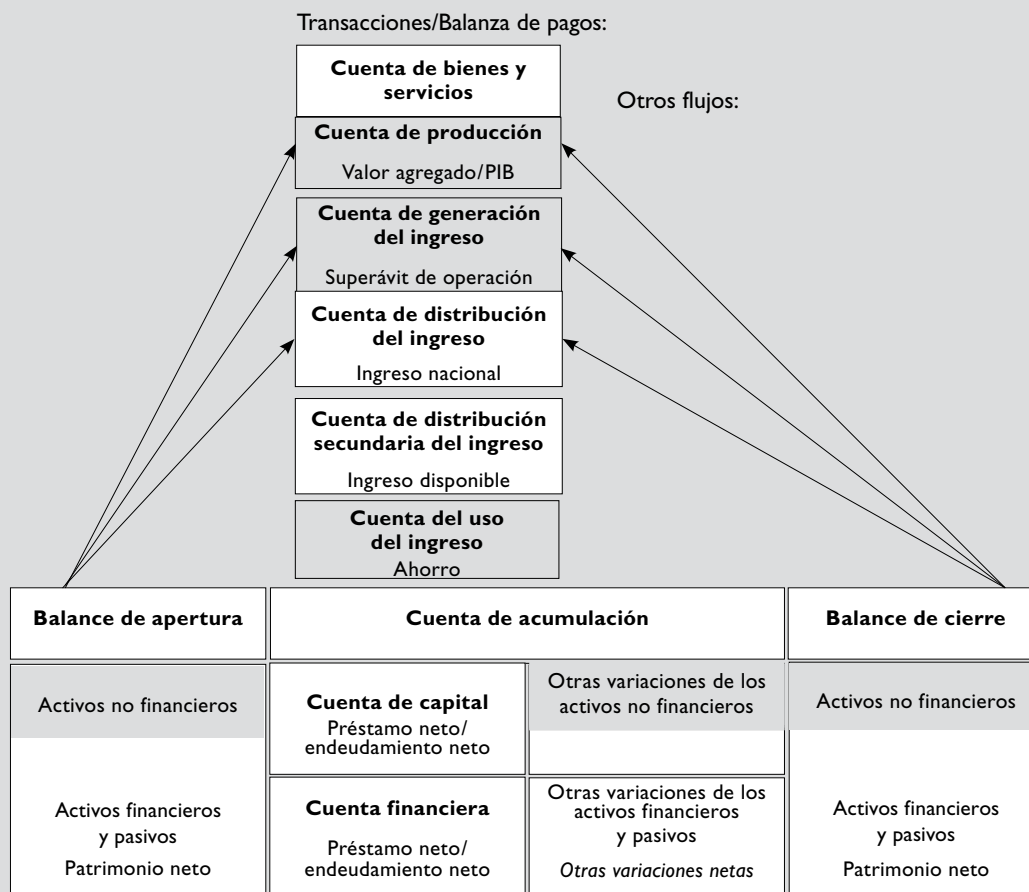 Transacciones/Balanza de pagos:
Cuenta de bienes y
servicios
Otros flujos:
Cuenta de producción
Valor agregado/PIB
Cuenta de generación
del ingreso
Superávit de operación
Cuenta de distribución
del ingreso
Ingreso nacional
Cuenta de distribución
secundaria del ingreso
Ingreso disponible
Cuenta del uso
del ingreso
Ahorro
Balance de apertura
Cuenta de acumulación
Balance de cierre
Activos no financieros
Cuenta de capital
Préstamo neto/
endeudamiento neto
Otras variaciones de los
activos no financieros
Activos no financieros
Activos financieros
y pasivos
Patrimonio neto
Cuenta financiera
Préstamo neto/
endeudamiento neto
Otras variaciones de los
activos financieros
y pasivos
Otras variaciones netas
Activos financieros
y pasivos
Patrimonio neto